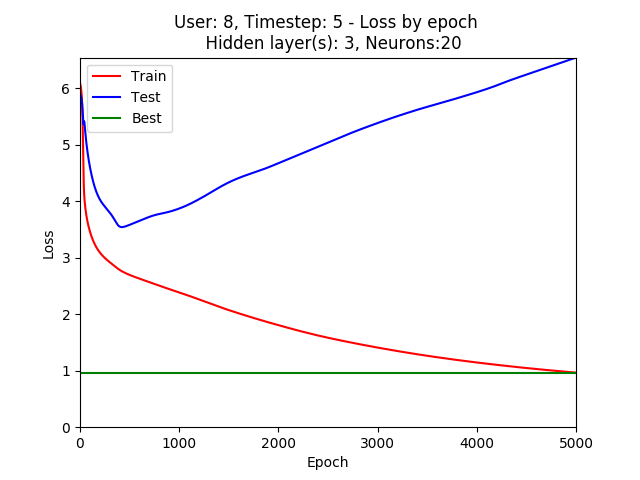 User: 8, Timestep: 5 - Loss by epoch
Hidden layer(s): 3, Neurons:20
Train
Test
Best
6
5
4
3
2
1
0
Loss
0
1000
2000
3000
4000
5000
Epoch